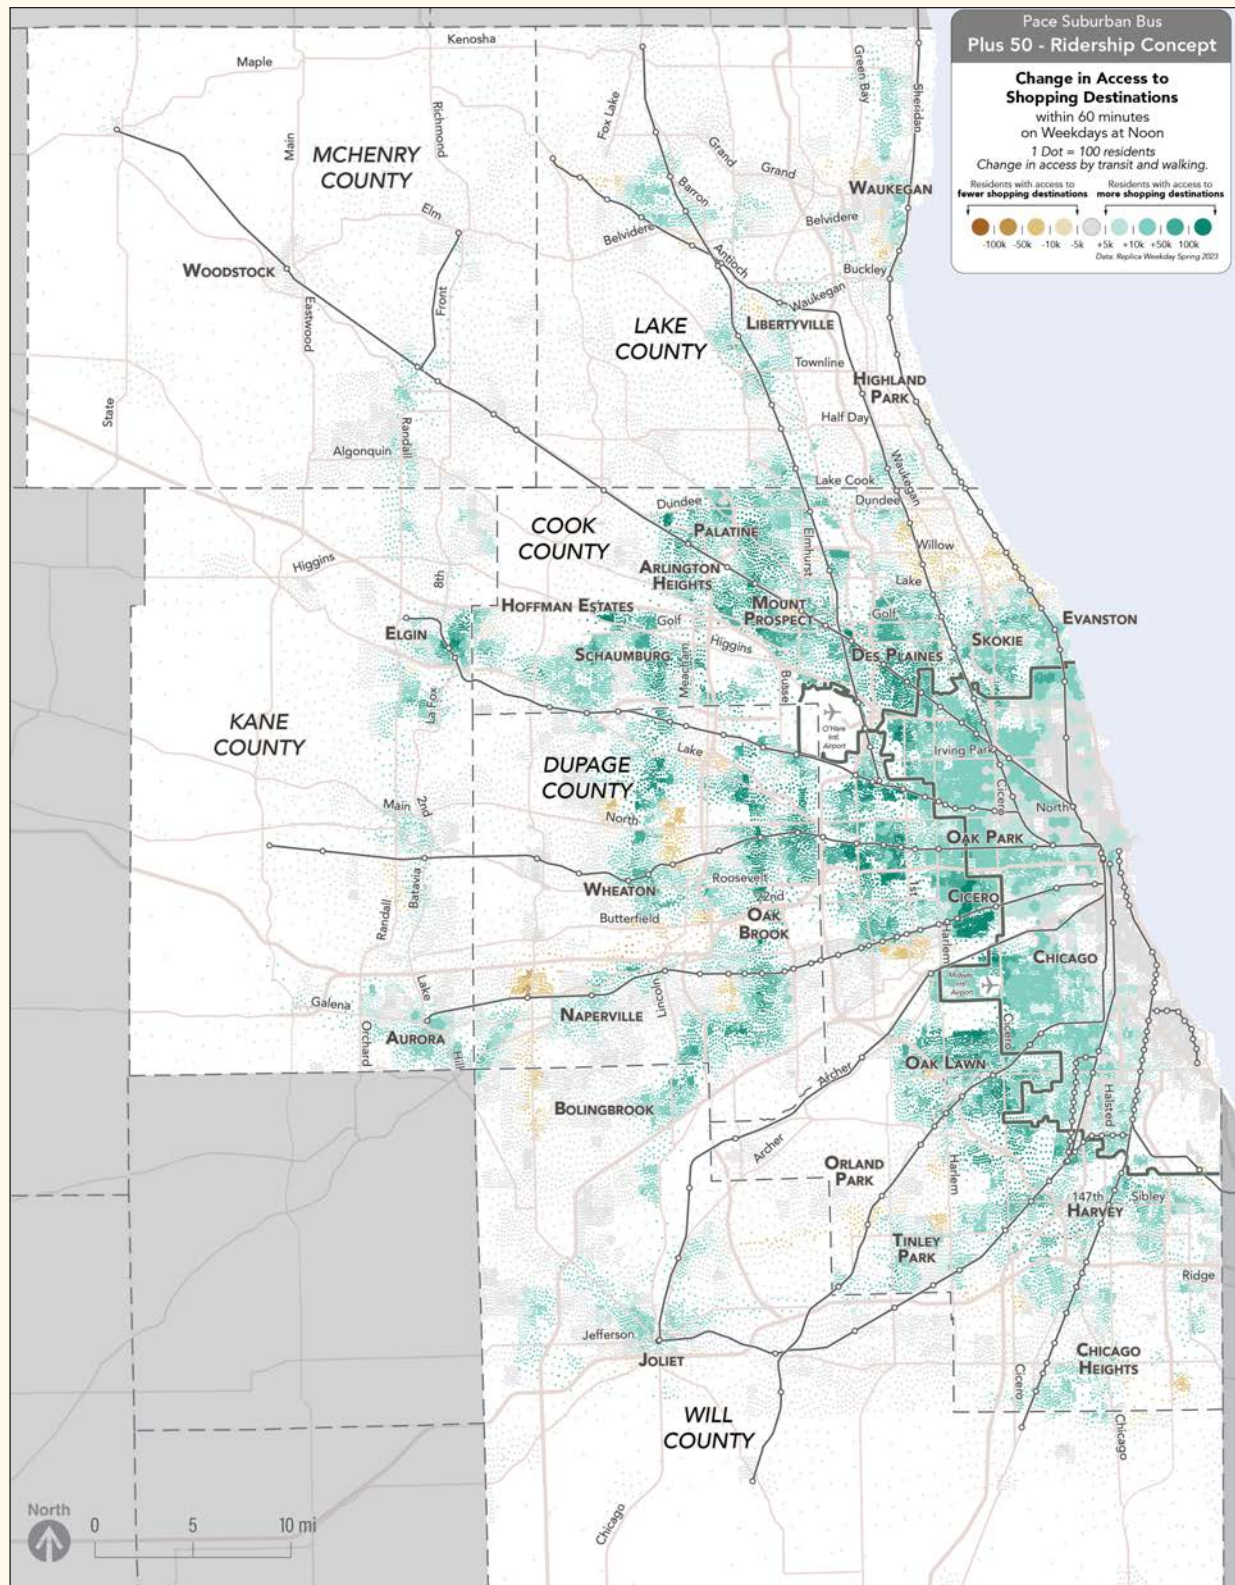 Pace Suburban Bus
Plus 50 - Ridership Concept
Change in Access to
Shopping Destinations
within 60 minutes
on Weekdays at Noon
1 Dot = 100 residents
Change in access by transit and walking.
Residents with access to
fewer shopping destinations
Residents with access to
more shopping destinations
-100k -50k -10k -5k +5k +10k +50k 100k
Data: Replica Weekday Spring 2023
Kenosha
Maple
Green Bay
Sheridan
Fox Lake
Richmond
Main
Grand
Grand
MCHENRY
COUNTY
Barron
WAUKEGAN
Elm
Belvidere
Belvidere
Antioch
Buckley
WOODSTOCK
Front
Eastwood
Waukegan
LIBERTYVILLE
LAKE
COUNTY
Townline
HIGHLAND
PARK
State
Half Day
Randall
Algonquin
Waukegan
Lake Cook
Dundee
Dundee
COOK
COUNTY
PALATINE
Elmhurst
Willow
Higgins
ARLINGTON
HEIGHTS
8th
Lake
HOFFMAN ESTATES
MOUNT
PROSPECT
Golf
Golf
EVANSTON
ELGIN
Higgins
SKOKIE
SCHAUMBURG
DES PLAINES
Meacham
Busse
La Fox
KANE
COUNTY
O'Hare
Intl.
Airport
Lake
Irving Park
DUPAGE
COUNTY
Cicero
Main
2nd
North
North
OAK PARK
WHEATON
Roosevelt
1st
Batavia
22nd
CICERO
Randall
Butterfield
OAK
BROOK
Harlem
CHICAGO
Midway
Intl.
Airport
Lake
Galena
NAPERVILLE
Lincoln
Cicero
Orchard
AURORA
Hill
OAK LAWN
Archer
Halsted
BOLINGBROOK
Archer
ORLAND
PARK
Harlem
147th
Sibley
HARVEY
TINLEY
PARK
Ridge
Jefferson
JOLIET
CHICAGO
HEIGHTS
Cicero
WILL
COUNTY
Chicago
Chicago
North
0 5 10 mi